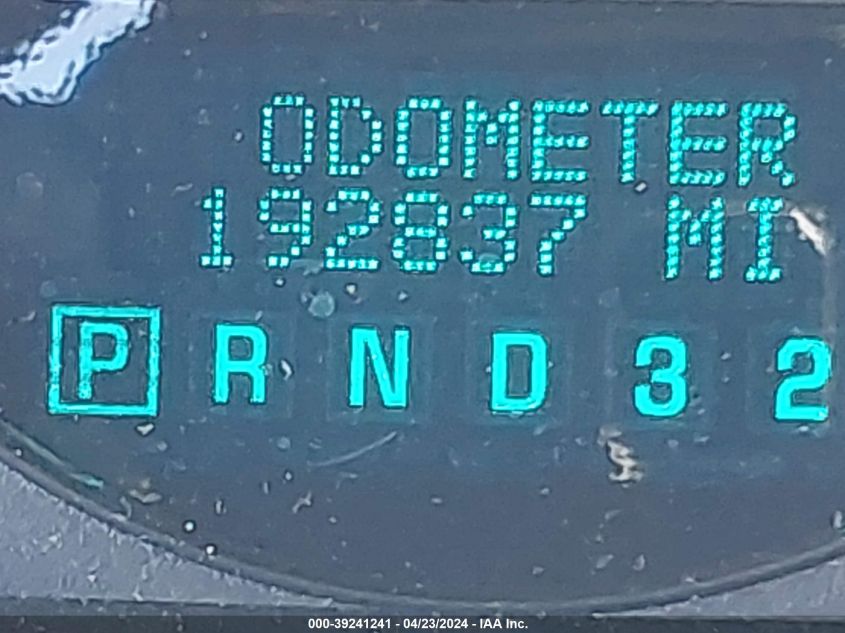 ODOMETER
192837 MI
P R N D 3 2
000-39241241 - 04/23/2024 - IAA Inc.